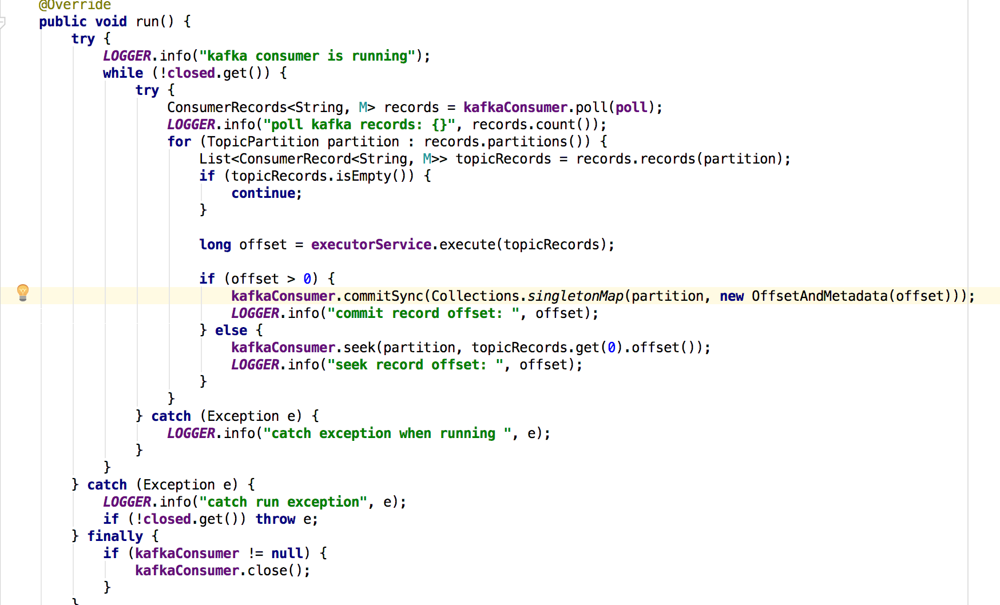 @Override
public void run() {
try {
LOGGER.info("kafka consumer is running");
while (!closed.get()) {
try {
ConsumerRecords<String, M> records = kafkaConsumer.poll(poll);
LOGGER.info("poll kafka records: {}", records.count());
for (TopicPartition partition : records.partitions()) {
List<ConsumerRecord<String, M>> topicRecords = records.records(partition);
if (topicRecords.isEmpty()) {
continue;
}
long offset = executorService.execute(topicRecords);
if (offset > 0) {
kafkaConsumer.commitSync(Collections.singletonMap(partition, new OffsetAndMetadata(offset)));
LOGGER.info("commit record offset: ", offset);
} else {
kafkaConsumer.seek(partition, topicRecords.get(0).offset());
LOGGER.info("seek record offset: ", offset);
}
}
} catch (Exception e) {
LOGGER.info("catch exception when running ", e);
}
}
} catch (Exception e) {
LOGGER.info("catch run exception", e);
if (!closed.get()) throw e;
} finally {
if (kafkaConsumer != null) {
kafkaConsumer.close();
}
}